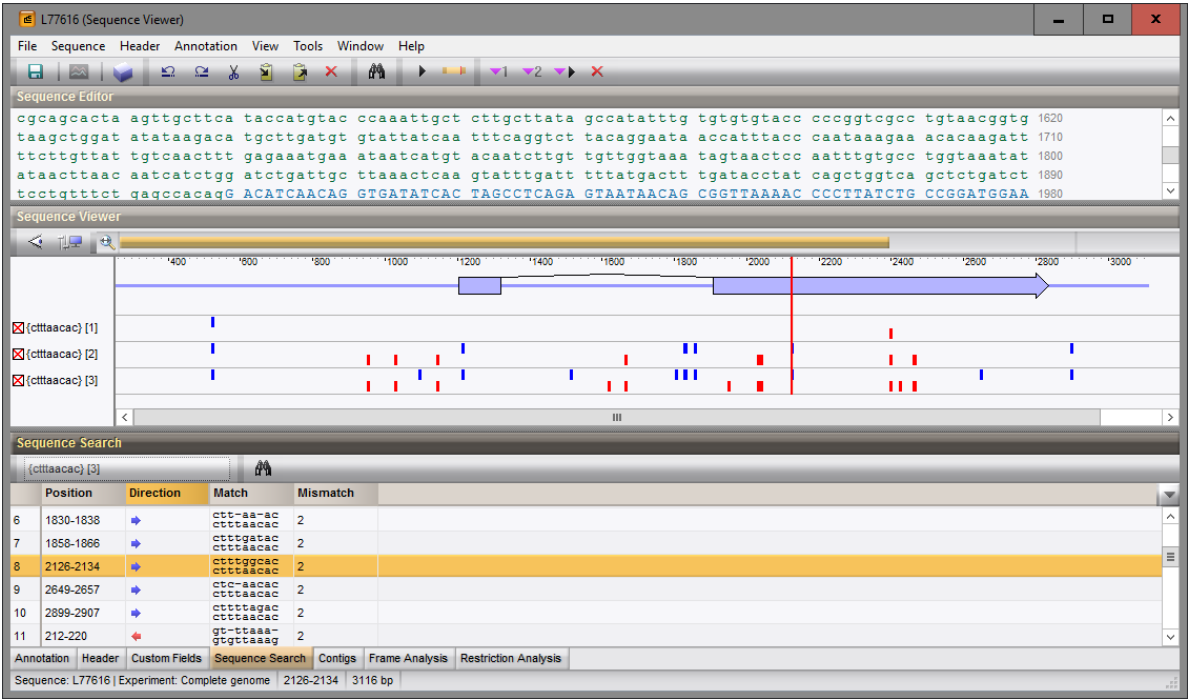 L77616 (Sequence Viewer)
File Sequence Header Annotation View Tools Window Help
1 2
Sequence Editor
cgcagcacta agttgcttca taccatgtac ccaaattgct cttgcttata gccatatttg tgtgtgtacc cccggtcgcc tgtaacggtg 1620
taagctggat atataagaca tgcttgatgt gtattatcaa tttcaggtct tacaggaata accatttacc caataaagaa acacaagatt 1710
ttcttgttat tgtcaacttt gagaaatgaa ataatcatgt acaatcttgt tgttggtaaa tagtaactcc aatttgtgcc tggtaaatat 1800
ataacttaac aatcatctgg atctgattgc ttaaactcaa gtatttgatt tttatgactt tgatacctat cagctggtca gctctgatct 1890
tcctgtttct gagccacagG ACATCAACAG GTGATATCAC TAGCCTCAGA GTAATAACAG CGGTTAAAAC CCCTTATCTG CCGGATGGAA 1980
Sequence Viewer
'400 '600 '800 '1000 '1200 '1400 '1600 '1800 '2000 '2200 '2400 '2600 '2800 '3000
{ctttaacac} [1]
{ctttaacac} [2]
{ctttaacac} [3]
Sequence Search
{ctttaacac} [3]
Position Direction Match Mismatch
6 1830-1838 ctt-aa-ac 2
ctttaacac
7 1858-1866 ctttgatac 2
ctttaacac
8 2126-2134 ctttggcac 2
ctttaacac
9 2649-2657 ctc-aacac 2
ctttaacac
10 2899-2907 cttttagac 2
ctttaacac
11 212-220 gt-ttaaa- 2
gtgttaaag
Annotation Header Custom Fields Sequence Search Contigs Frame Analysis Restriction Analysis
Sequence: L77616 | Experiment: Complete genome 2126-2134 3116 bp